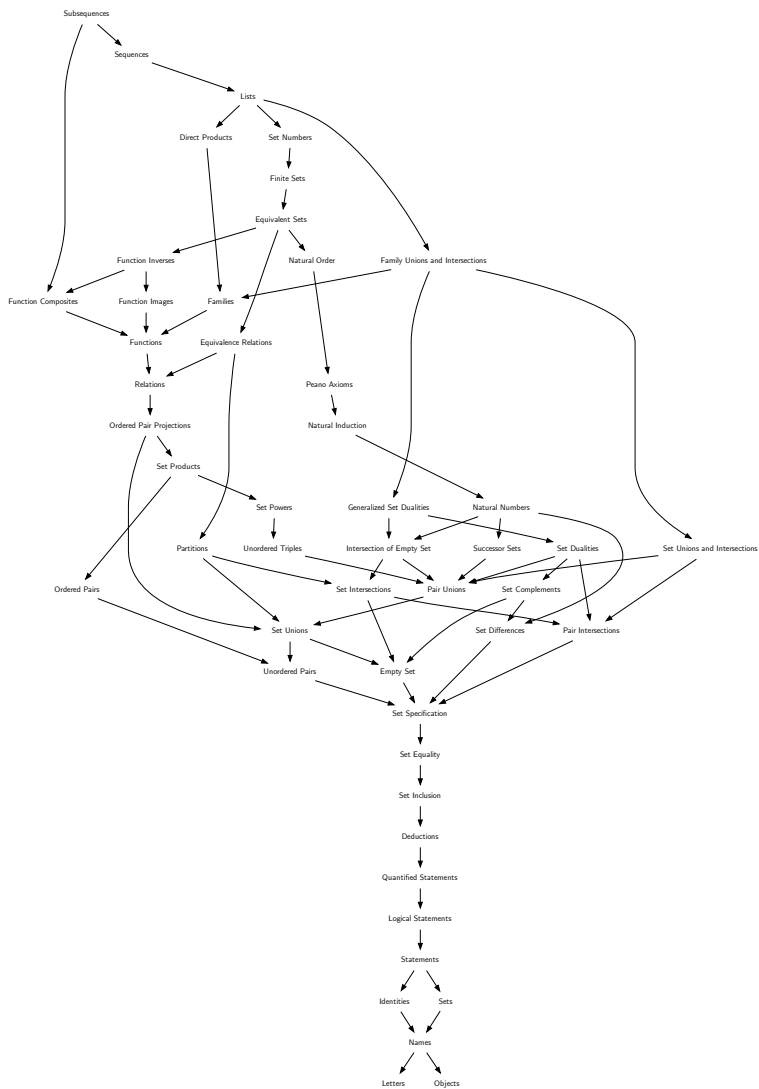 Subsequences
Sequences
Lists
Direct Products
Set Numbers
Finite Sets
Equivalent Sets
Function Inverses
Natural Order
Family Unions and Intersections
Function Composites
Function Images
Families
Functions
Equivalence Relations
Relations
Peano Axioms
Ordered Pair Projections
Natural Induction
Set Products
Set Powers
Generalized Set Dualities
Natural Numbers
Partitions
Unordered Triples
Intersection of Empty Set
Successor Sets
Set Dualities
Set Unions and Intersections
Ordered Pairs
Set Intersections
Pair Unions
Set Complements
Set Unions
Set Differences
Pair Intersections
Unordered Pairs
Empty Set
Set Specification
Set Equality
Set Inclusion
Deductions
Quantified Statements
Logical Statements
Statements
Identities
Sets
Names
Letters
Objects